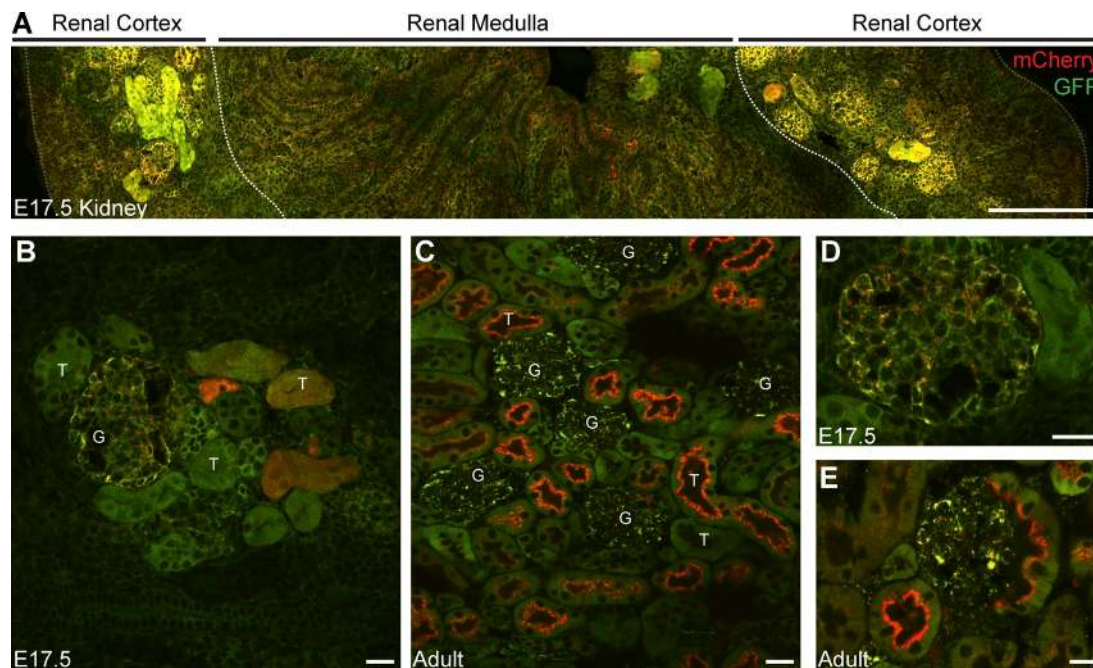 A
Renal Cortex
Renal Medulla
Renal Cortex
mCherry
GFP
E17.5 Kidney
B
T
G
T
T
E17.5
C
G
T
G
G
G
G
T
G
T
Adult
D
E17.5
E
Adult